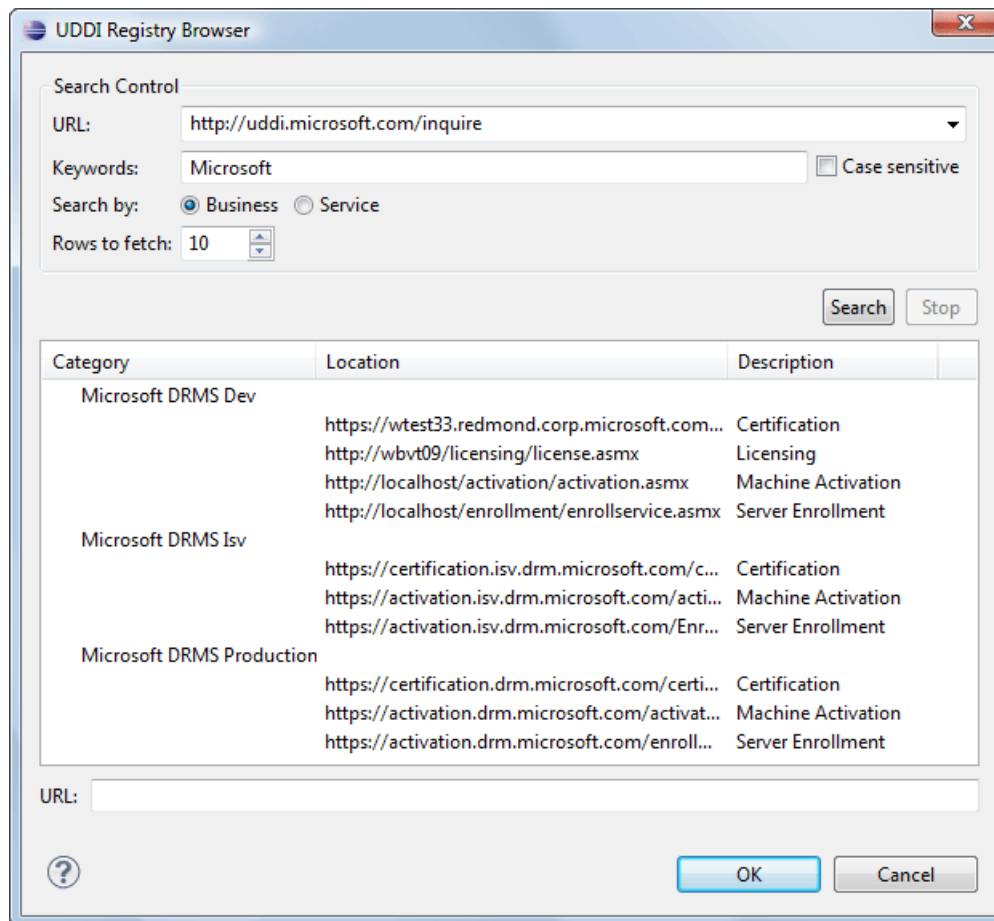 UDDI Registry Browser
Search Control
URL: http://uddi.microsoft.com/inquire
Keywords: Microsoft Case sensitive
Search by: Business Service
Rows to fetch: 10
Search Stop
Category Location Description
Microsoft DRMS Dev
https://wtest33.redmond.corp.microsoft.com... Certification
http://wbvt09/licensing/license.asmx Licensing
http://localhost/activation/activation.asmx Machine Activation
http://localhost/enrollment/enrollservice.asmx Server Enrollment
Microsoft DRMS Isv
https://certification.isv.drm.microsoft.com/c... Certification
https://activation.isv.drm.microsoft.com/acti... Machine Activation
https://activation.isv.drm.microsoft.com/Enr... Server Enrollment
Microsoft DRMS Production
https://certification.drm.microsoft.com/certi... Certification
https://activation.drm.microsoft.com/activat... Machine Activation
https://activation.drm.microsoft.com/enroll... Server Enrollment
URL:
? OK Cancel